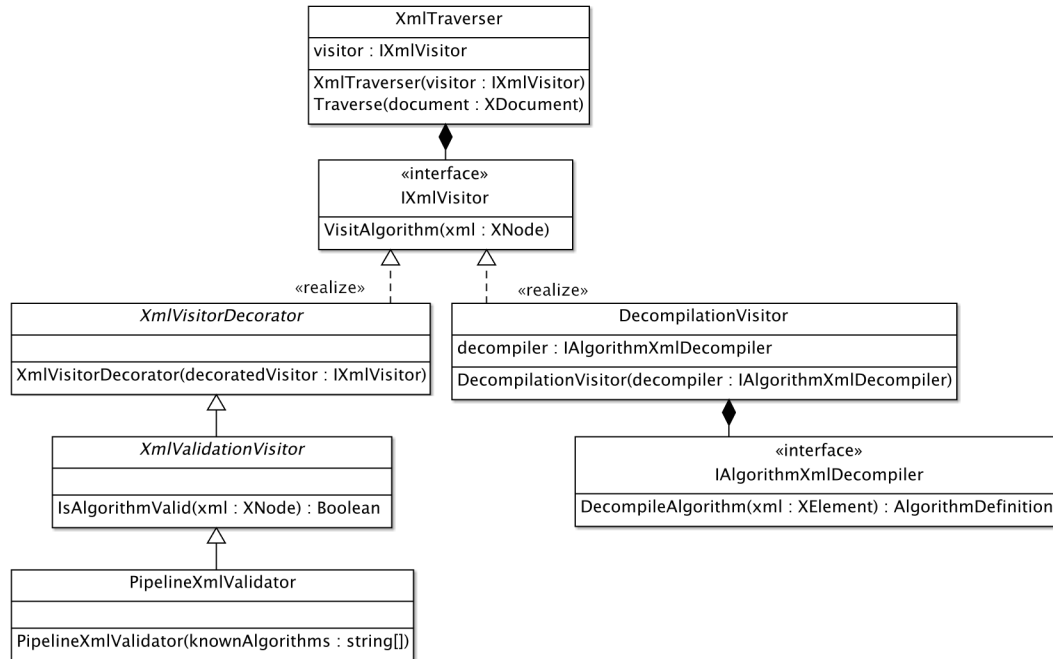 XmlTraverser
visitor : IXmlVisitor
XmlTraverser(visitor : IXmlVisitor)
Traverse(document : XDocument)
«interface»
IXmlVisitor
VisitAlgorithm(xml : XNode)
«realize»
«realize»
XmlVisitorDecorator
XmlVisitorDecorator(decoratedVisitor : IXmlVisitor)
DecompilationVisitor
decompiler : IAlgorithmXmlDecompiler
DecompilationVisitor(decompiler : IAlgorithmXmlDecompiler)
XmlValidationVisitor
IsAlgorithmValid(xml : XNode) : Boolean
«interface»
IAlgorithmXmlDecompiler
DecompileAlgorithm(xml : XElement) : AlgorithmDefinition
PipelineXmlValidator
PipelineXmlValidator(knownAlgorithms : string[])